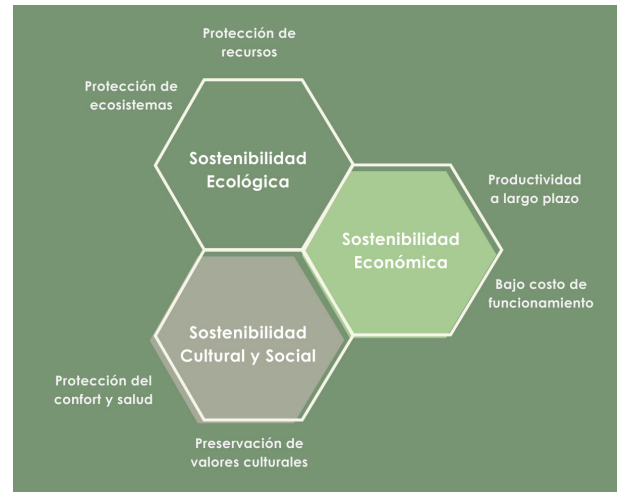 Protección de
recursos
Protección de
ecosistemas
Sostenibilidad
Ecológica
Productividad
a largo plazo
Sostenibilidad
Económica
Bajo costo de
funcionamiento
Sostenibilidad
Cultural y Social
Protección del
confort y salud
Preservación de
valores culturales